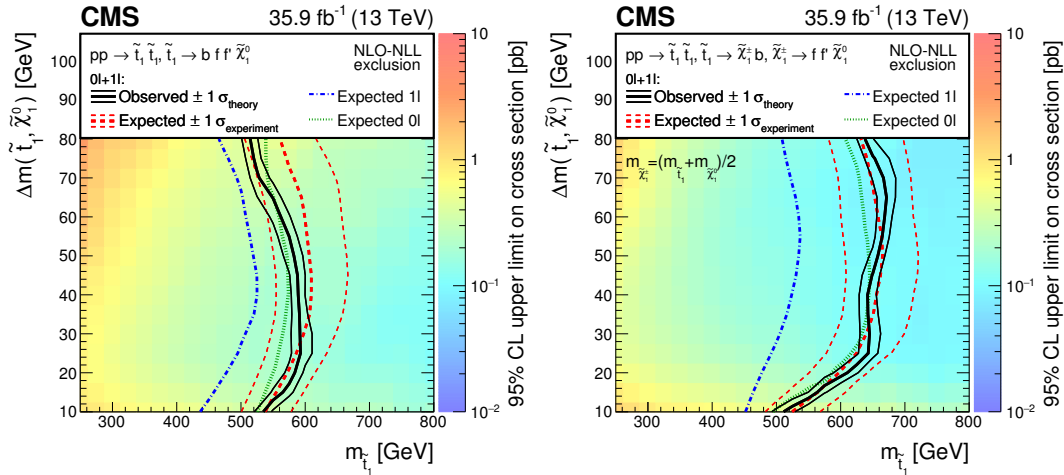 CMS 35.9 fb⁻¹ (13 TeV)
pp → t̃₁ t̃₁, t̃₁ → b f f' χ̃₁⁰ NLO-NLL exclusion
0l+1l:
Observed ± 1 σ_theory Expected 1l
Expected ± 1 σ_experiment Expected 0l
Δm(t̃₁, χ̃₁⁰) [GeV]
100
90
80
70
60
50
40
30
20
10
300 400 500 600 700 800
m_t̃₁ [GeV]
10
1
10⁻¹
10⁻²
95% CL upper limit on cross section [pb]
CMS 35.9 fb⁻¹ (13 TeV)
pp → t̃₁ t̃₁, t̃₁ → χ̃₁± b, χ̃₁± → f f' χ̃₁⁰ NLO-NLL exclusion
0l+1l:
Observed ± 1 σ_theory Expected 1l
Expected ± 1 σ_experiment Expected 0l
m_χ̃₁± =(m_t̃₁ +m_χ̃₁⁰)/2
Δm(t̃₁, χ̃₁⁰) [GeV]
100
90
80
70
60
50
40
30
20
10
300 400 500 600 700 800
m_t̃₁ [GeV]
10
1
10⁻¹
10⁻²
95% CL upper limit on cross section [pb]